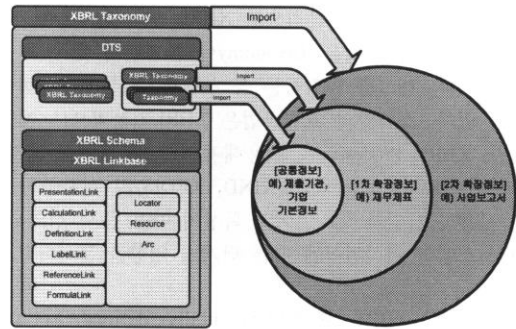 XBRL Taxonomy
Import
DTS
XBRL Taxonomy
Import
XBRL Taxonomy
Taxonomy
Import
XBRL Schema
XBRL Linkbase
PresentationLink
CalculationLink
DefinitionLink
LabelLink
ReferenceLink
FormulaLink
Locator
Resource
Arc
[공통정보]
예) 제출기관,
기업
기본정보
[1차 확장정보]
예) 재무제표
[2차 확장정보]
예) 사업보고서